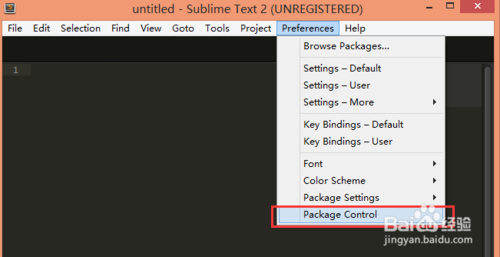 untitled - Sublime Text 2 (UNREGISTERED)
File Edit Selection Find View Goto Tools Project Preferences Help
1
Browse Packages...
Settings – Default
Settings – User
Settings – More
Key Bindings – Default
Key Bindings – User
Font
Color Scheme
Package Settings
Package Control
Baidu 经验
jingyan.baidu.com